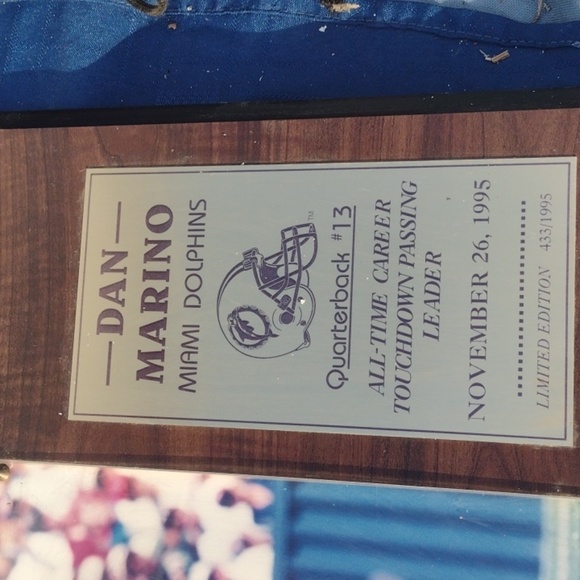 DAN
MARINO
MIAMI DOLPHINS
TM
Quarterback #13
ALL-TIME CAREER
TOUCHDOWN PASSING
LEADER
NOVEMBER 26, 1995
LIMITED EDITION 433/1995